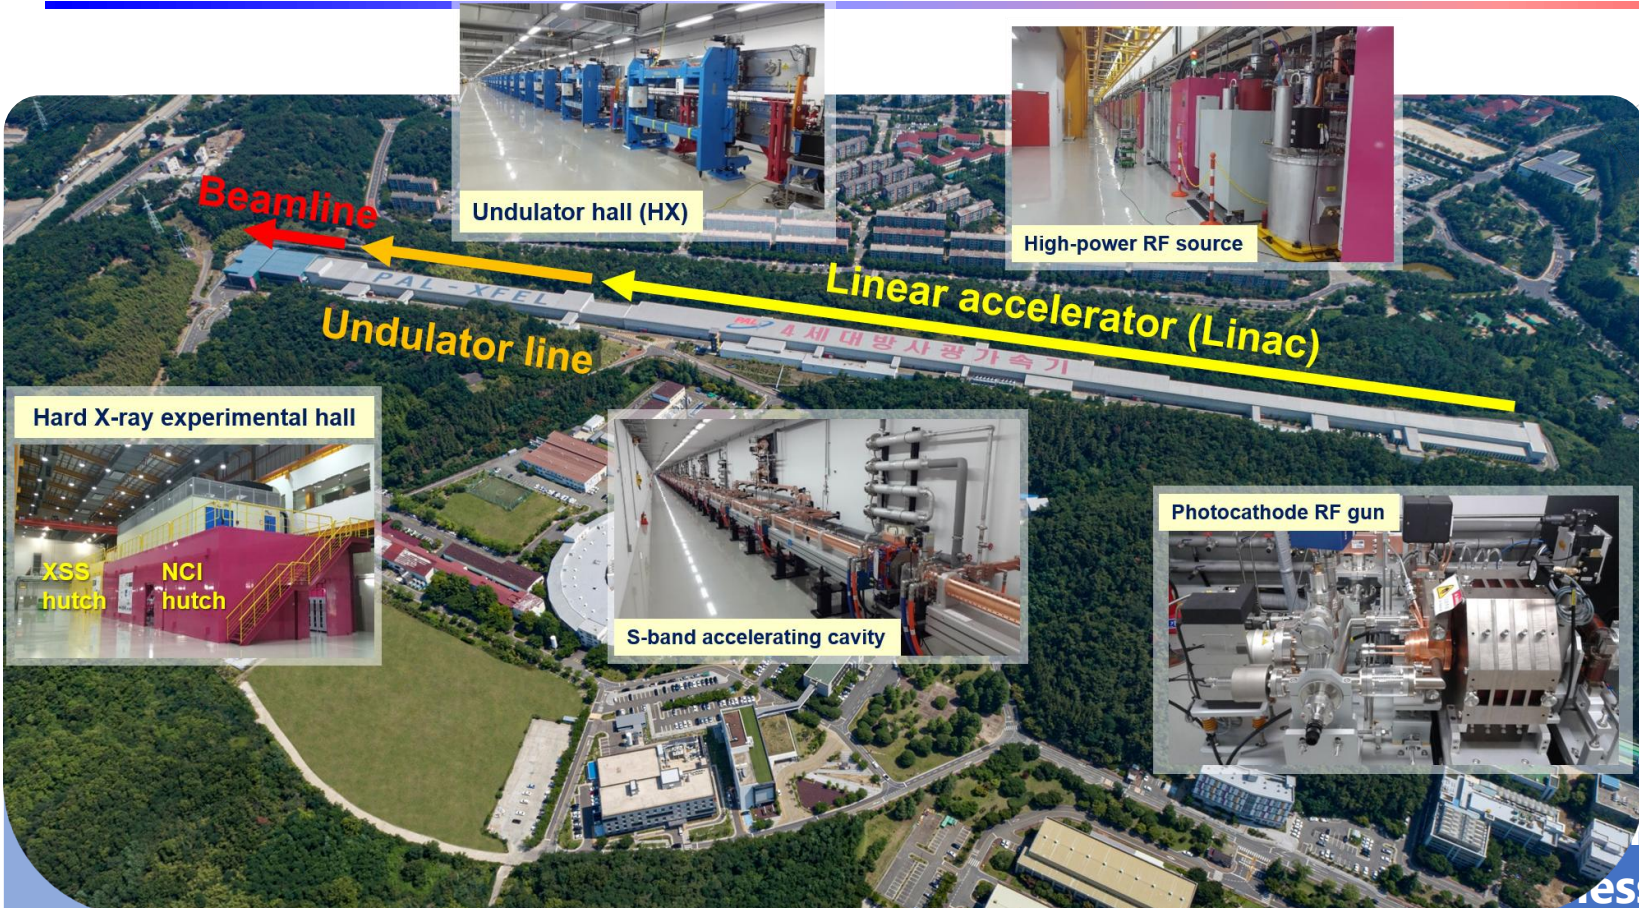 Undulator hall (HX)
High-power RF source
Beamline
Undulator line
Linear accelerator (Linac)
PAL-XFEL
PAL
4세대방사광가속기
Hard X-ray experimental hall
XSS
hutch
NCI
hutch
S-band accelerating cavity
Photocathode RF gun